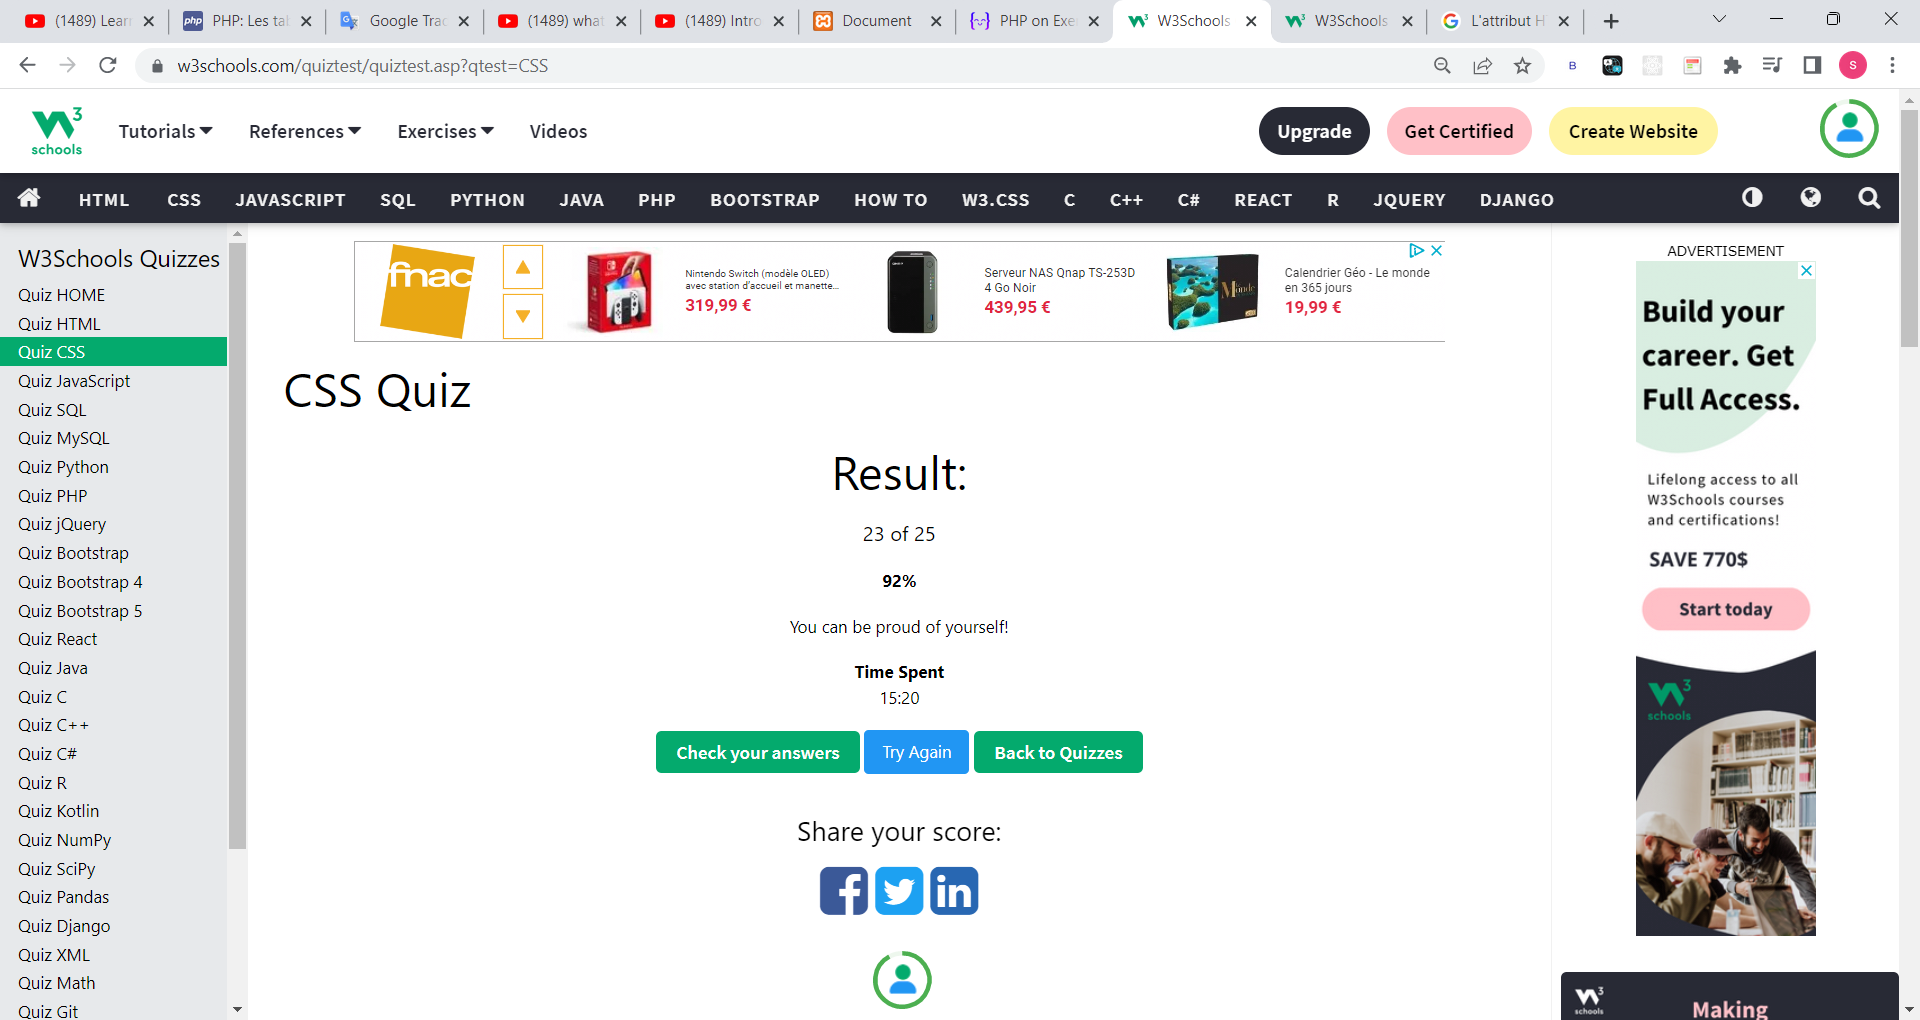 (1489) Lear
PHP: Les tab
Google Trac
(1489) what
(1489) Intro
Document
PHP on Exe
W3Schools
W3Schools
L'attribut H
w3schools.com/quiztest/quiztest.asp?qtest=CSS
B
S
3
schools
Tutorials
References
Exercises
Videos
Upgrade
Get Certified
Create Website
HTML
CSS
JAVASCRIPT
SQL
PYTHON
JAVA
PHP
BOOTSTRAP
HOW TO
W3.CSS
C
C++
C#
REACT
R
JQUERY
DJANGO
W3Schools Quizzes
Quiz HOME
Quiz HTML
Quiz CSS
Quiz JavaScript
Quiz SQL
Quiz MySQL
Quiz Python
Quiz PHP
Quiz jQuery
Quiz Bootstrap
Quiz Bootstrap 4
Quiz Bootstrap 5
Quiz React
Quiz Java
Quiz C
Quiz C++
Quiz C#
Quiz R
Quiz Kotlin
Quiz NumPy
Quiz SciPy
Quiz Pandas
Quiz Django
Quiz XML
Quiz Math
Quiz Git
fnac
Nintendo Switch (modèle OLED)
avec station d'accueil et manette...
319,99 €
Serveur NAS Qnap TS-253D
4 Go Noir
439,95 €
Calendrier Géo - Le monde
en 365 jours
19,99 €
CSS Quiz
Result:
23 of 25
92%
You can be proud of yourself!
Time Spent
15:20
Check your answers
Try Again
Back to Quizzes
Share your score:
ADVERTISEMENT
Build your
career. Get
Full Access.
Lifelong access to all
W3Schools courses
and certifications!
SAVE 770$
Start today
3
schools
3
schools
Making